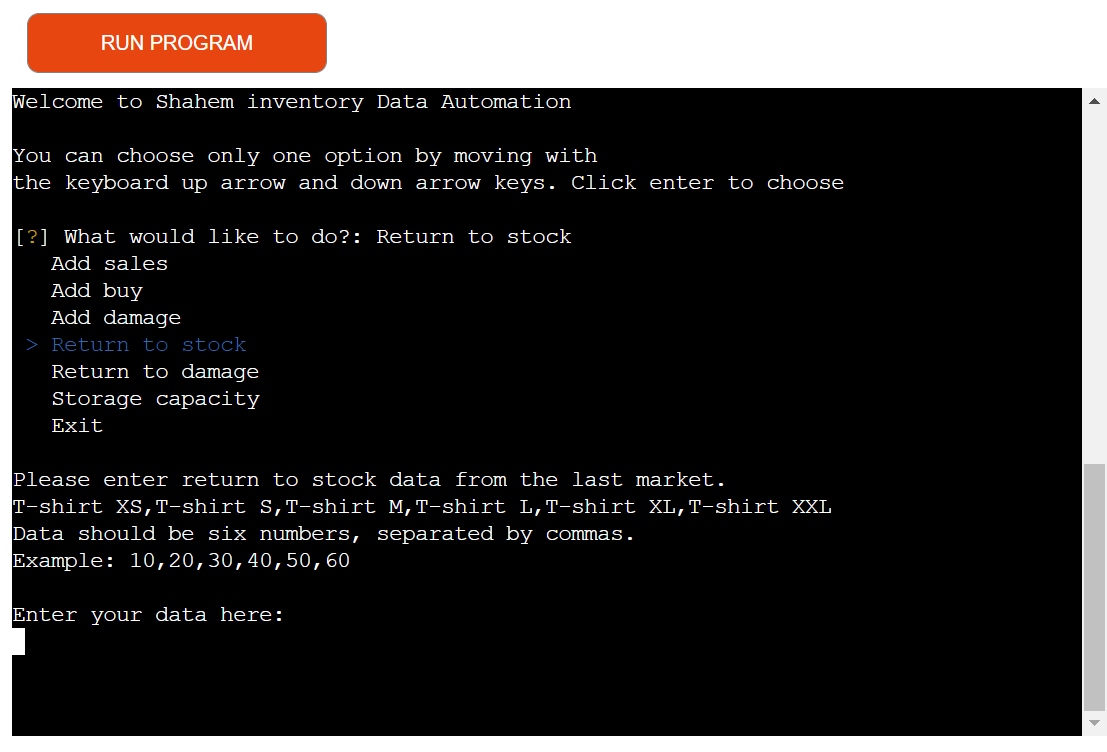 RUN PROGRAM
Welcome to Shahem inventory Data Automation
You can choose only one option by moving with
the keyboard up arrow and down arrow keys. Click enter to choose
[?] What would like to do?: Return to stock
Add sales
Add buy
Add damage
> Return to stock
Return to damage
Storage capacity
Exit
Please enter return to stock data from the last market.
T-shirt XS,T-shirt S,T-shirt M,T-shirt L,T-shirt XL,T-shirt XXL
Data should be six numbers, separated by commas.
Example: 10,20,30,40,50,60
Enter your data here: